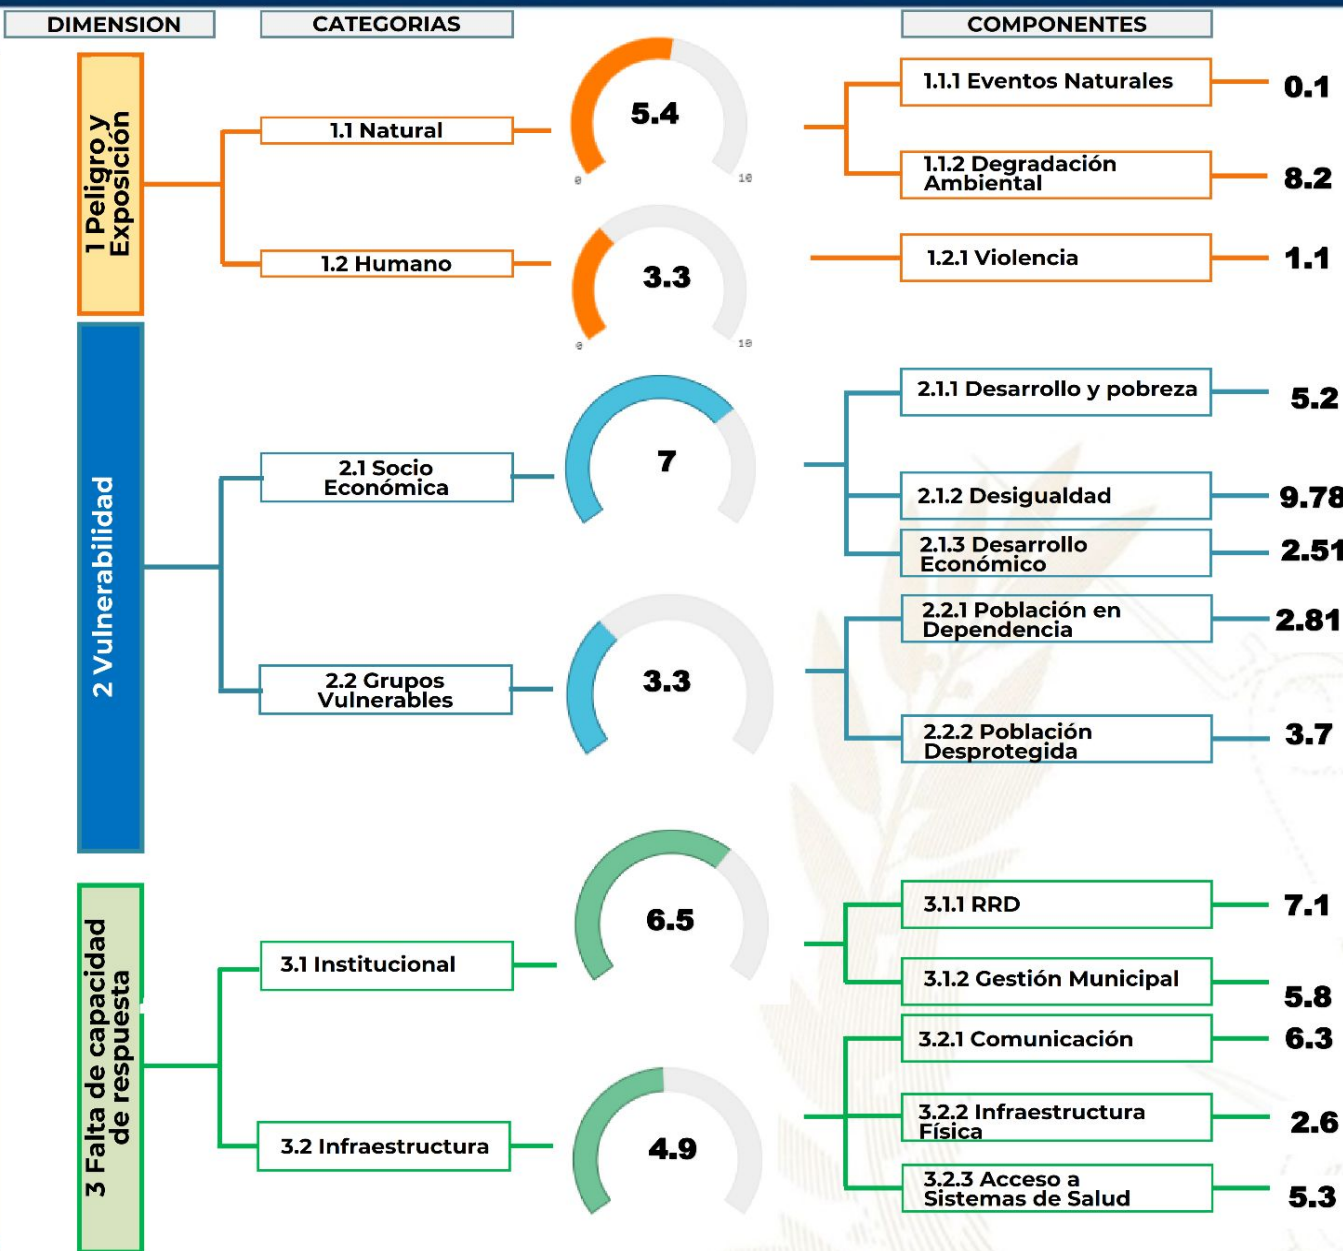 DIMENSION
CATEGORIAS
COMPONENTES
1 Peligro y
Exposición
1.1 Natural
5.4
0
10
1.1.1 Eventos Naturales
0.1
1.1.2 Degradación
Ambiental
8.2
1.2 Humano
3.3
0
10
1.2.1 Violencia
1.1
2 Vulnerabilidad
2.1 Socio
Económica
7
2.1.1 Desarrollo y pobreza
5.2
2.1.2 Desigualdad
9.78
2.1.3 Desarrollo
Económico
2.51
2.2 Grupos
Vulnerables
3.3
2.2.1 Población en
Dependencia
2.81
2.2.2 Población
Desprotegida
3.7
3 Falta de capacidad
de respuesta
3.1 Institucional
6.5
3.1.1 RRD
7.1
3.1.2 Gestión Municipal
5.8
3.2 Infraestructura
4.9
3.2.1 Comunicación
6.3
3.2.2 Infraestructura
Física
2.6
3.2.3 Acceso a
Sistemas de Salud
5.3